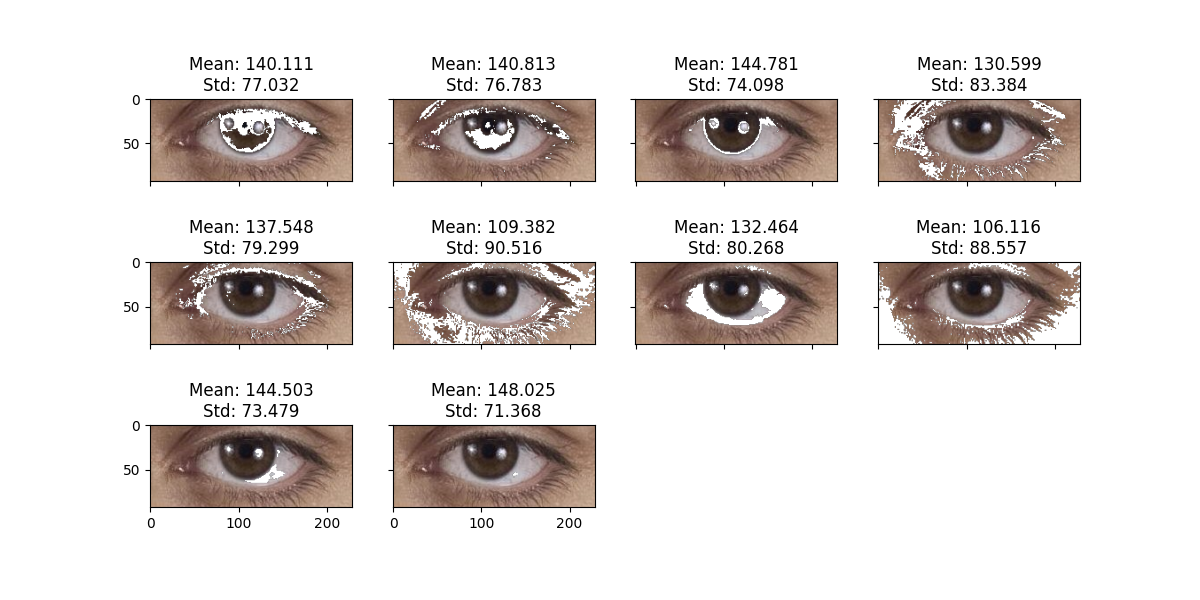 Mean: 140.111
Std: 77.032
Mean: 140.813
Std: 76.783
Mean: 144.781
Std: 74.098
Mean: 130.599
Std: 83.384
0
50
Mean: 137.548
Std: 79.299
Mean: 109.382
Std: 90.516
Mean: 132.464
Std: 80.268
Mean: 106.116
Std: 88.557
0
50
Mean: 144.503
Std: 73.479
Mean: 148.025
Std: 71.368
0
50
0 100 200
0 100 200